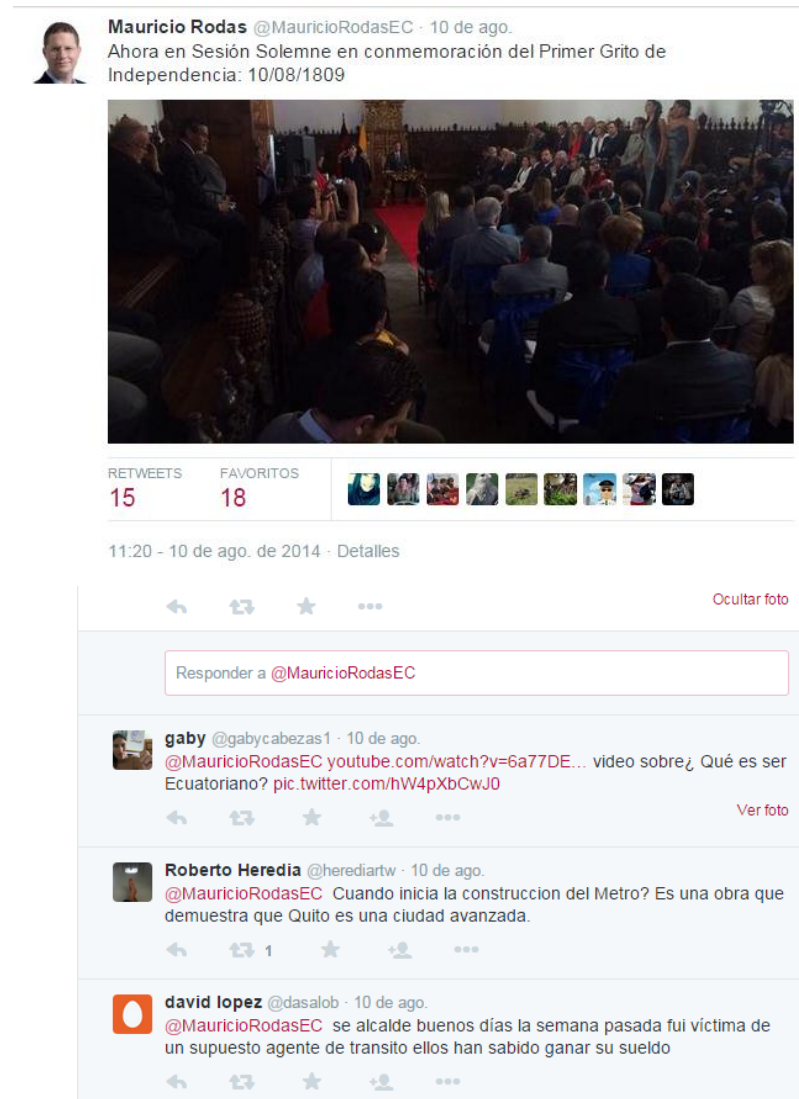 Mauricio Rodas @MauricioRodasEC · 10 de ago.
Ahora en Sesión Solemne en conmemoración del Primer Grito de
Independencia: 10/08/1809
RETWEETS FAVORITOS
15 18
11:20 - 10 de ago. de 2014 · Detalles
Ocultar foto
Responder a @MauricioRodasEC
gaby @gabycabezas1 · 10 de ago.
@MauricioRodasEC youtube.com/watch?v=6a77DE... video sobre¿ Qué es ser
Ecuatoriano? pic.twitter.com/hW4pXbCwJ0
Ver foto
Roberto Heredia @herediartw · 10 de ago.
@MauricioRodasEC Cuando inicia la construccion del Metro? Es una obra que
demuestra que Quito es una ciudad avanzada.
1
david lopez @dasalob · 10 de ago.
@MauricioRodasEC se alcalde buenos días la semana pasada fui víctima de
un supuesto agente de transito ellos han sabido ganar su sueldo